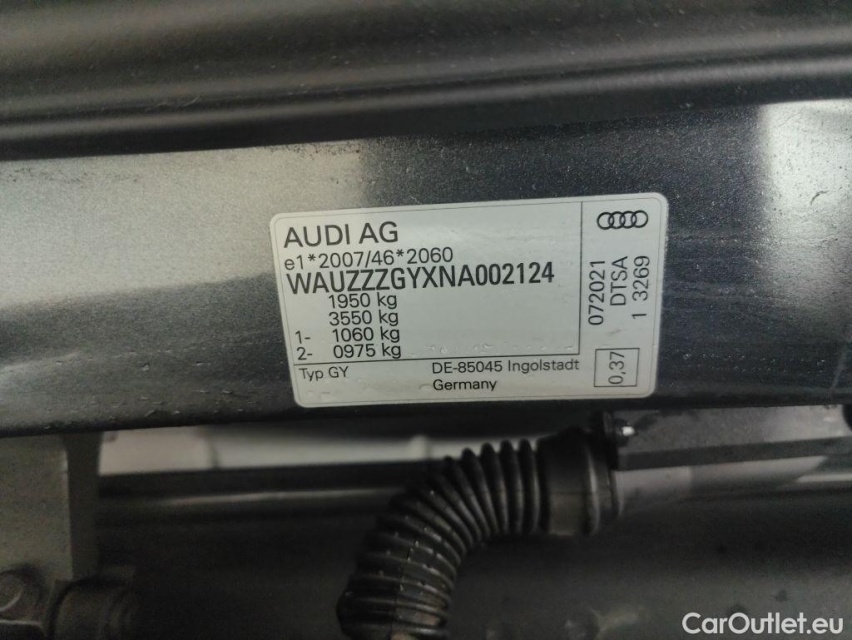 AUDI AG
e1*2007/46*2060
WAUZZZGYXNA002124
1950 kg
3550 kg
1- 1060 kg
2- 0975 kg
Typ GY
DE-85045 Ingolstadt
Germany
072021
DTSA
1 3269
0,37
CarOutlet.eu